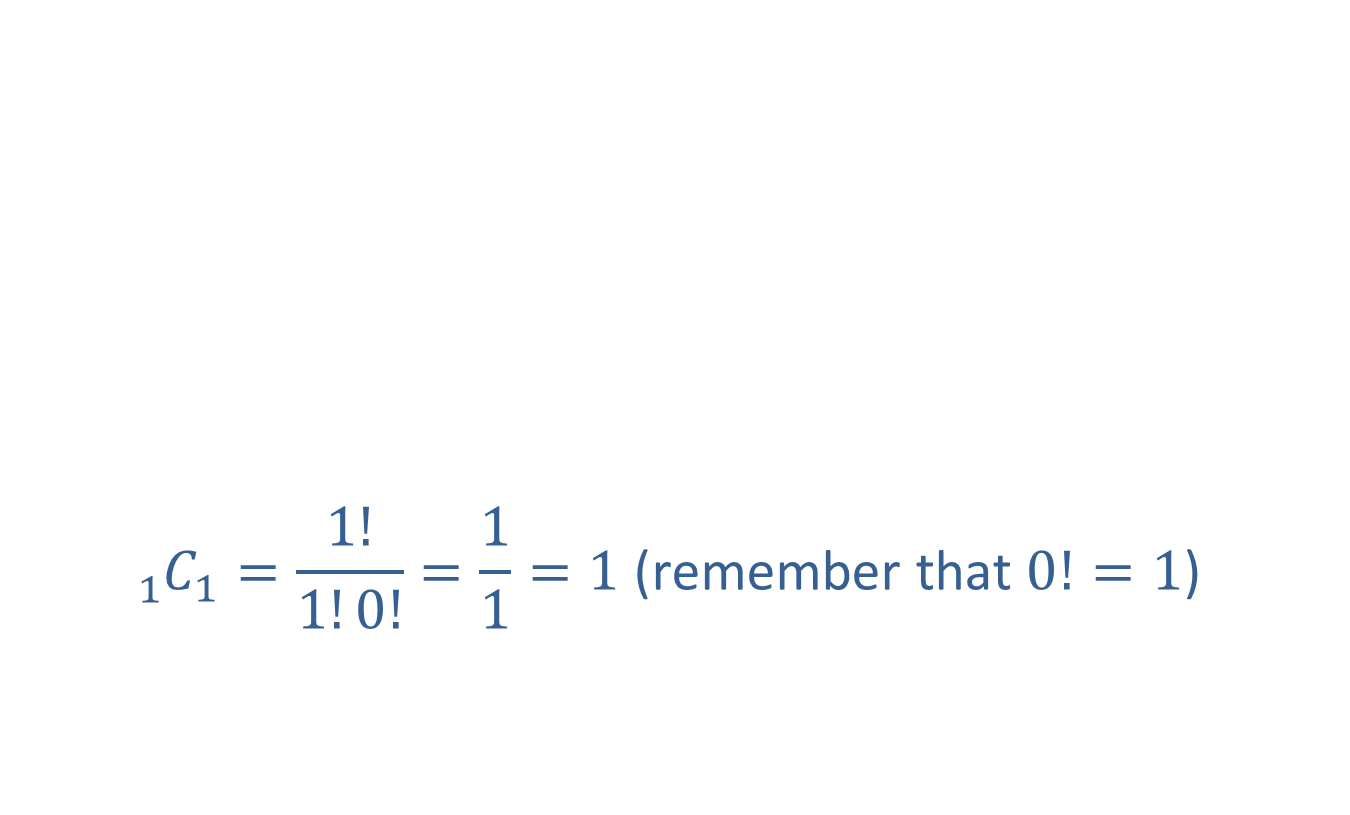 ₁C₁ = 1!/(1! 0!) = 1/1 = 1 (remember that 0! = 1)